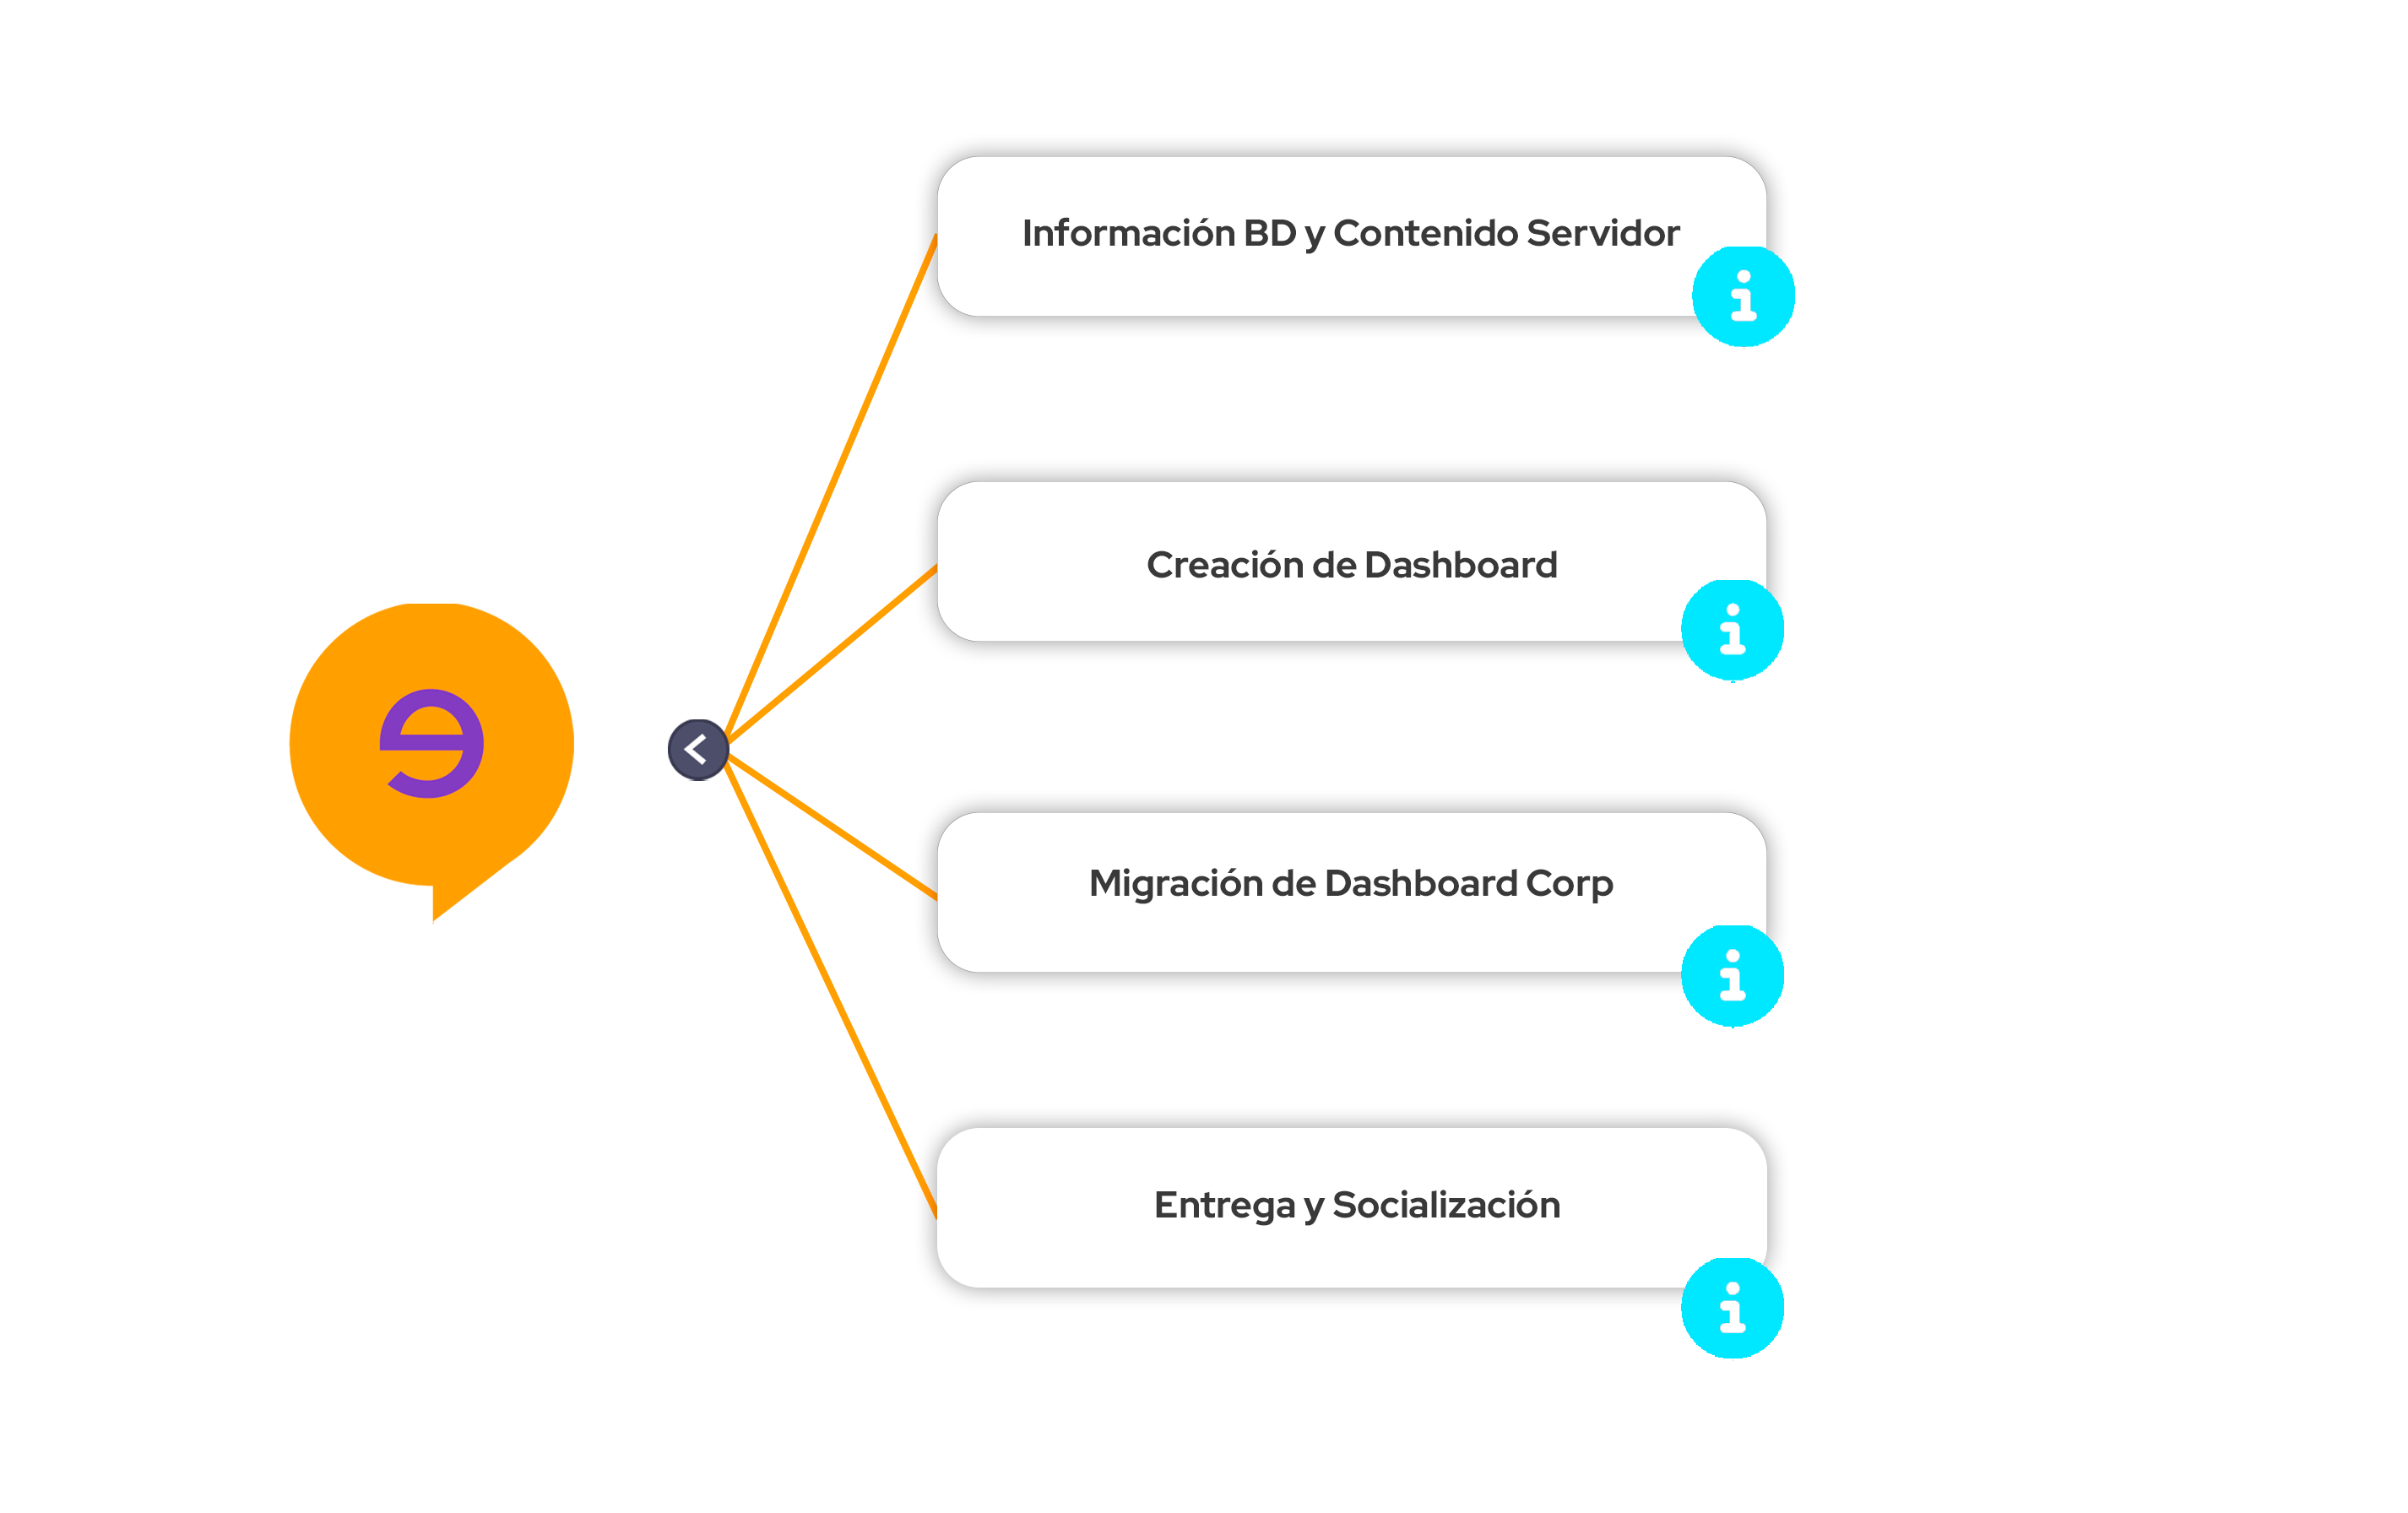 Información BD y Contenido Servidor
Creación de Dashboard
Migración de Dashboard Corp
Entrega y Socialización